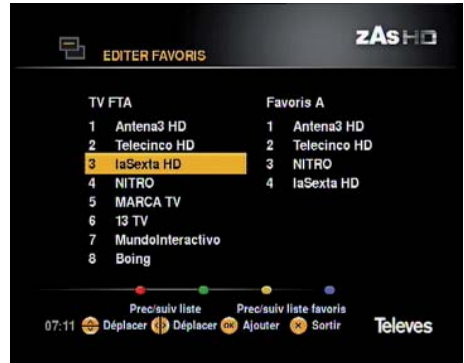 zAs HD
EDITER FAVORIS
TV FTA
1 Antena3 HD
2 Telecinco HD
3 laSexta HD
4 NITRO
5 MARCA TV
6 13 TV
7 MundoInteractivo
8 Boing
Favoris A
1 Antena3 HD
2 Telecinco HD
3 NITRO
4 laSexta HD
Prec/suiv liste Prec/suiv liste favoris
07:11 Déplacer Déplacer OK Ajouter Sortir Televes